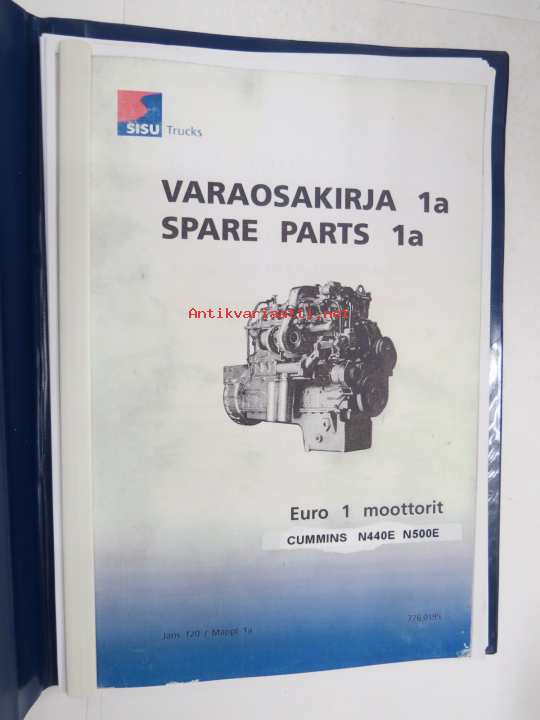 SISU Trucks
VARAOSAKIRJA 1a
SPARE PARTS 1a
Antikvariaatti.net
Euro 1 moottorit
CUMMINS N440E N500E
Jans 120 / Mappi 1a